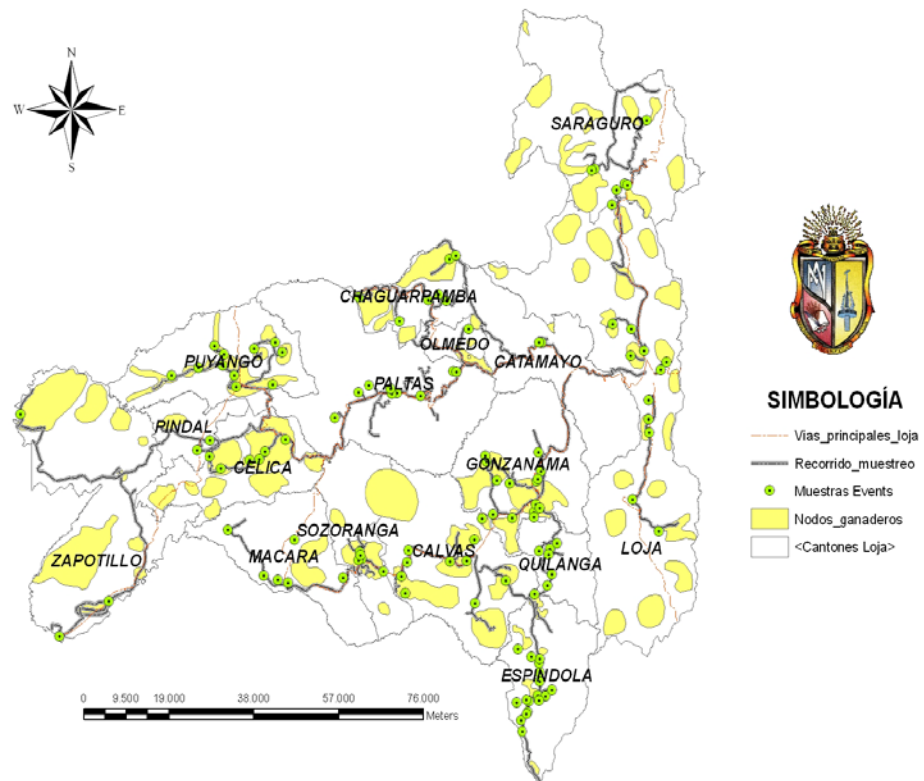 N
W E
S
SARAGURO
CHAGUARPAMBA
OLMEDO
CATAMAYO
PUYANGO
PALTAS
PINDAL
CELICA
GONZANAMA
SOZORANGA
MACARA
CALVAS
ZAPOTILLO
QUILANGA
LOJA
ESPINDOLA
0 9.500 19.000 38.000 57.000 76.000
Meters
SIMBOLOGÍA
Vias_principales_loja
Recorrido_muestreo
Muestras Events
Nodos_ganaderos
<Cantones Loja>